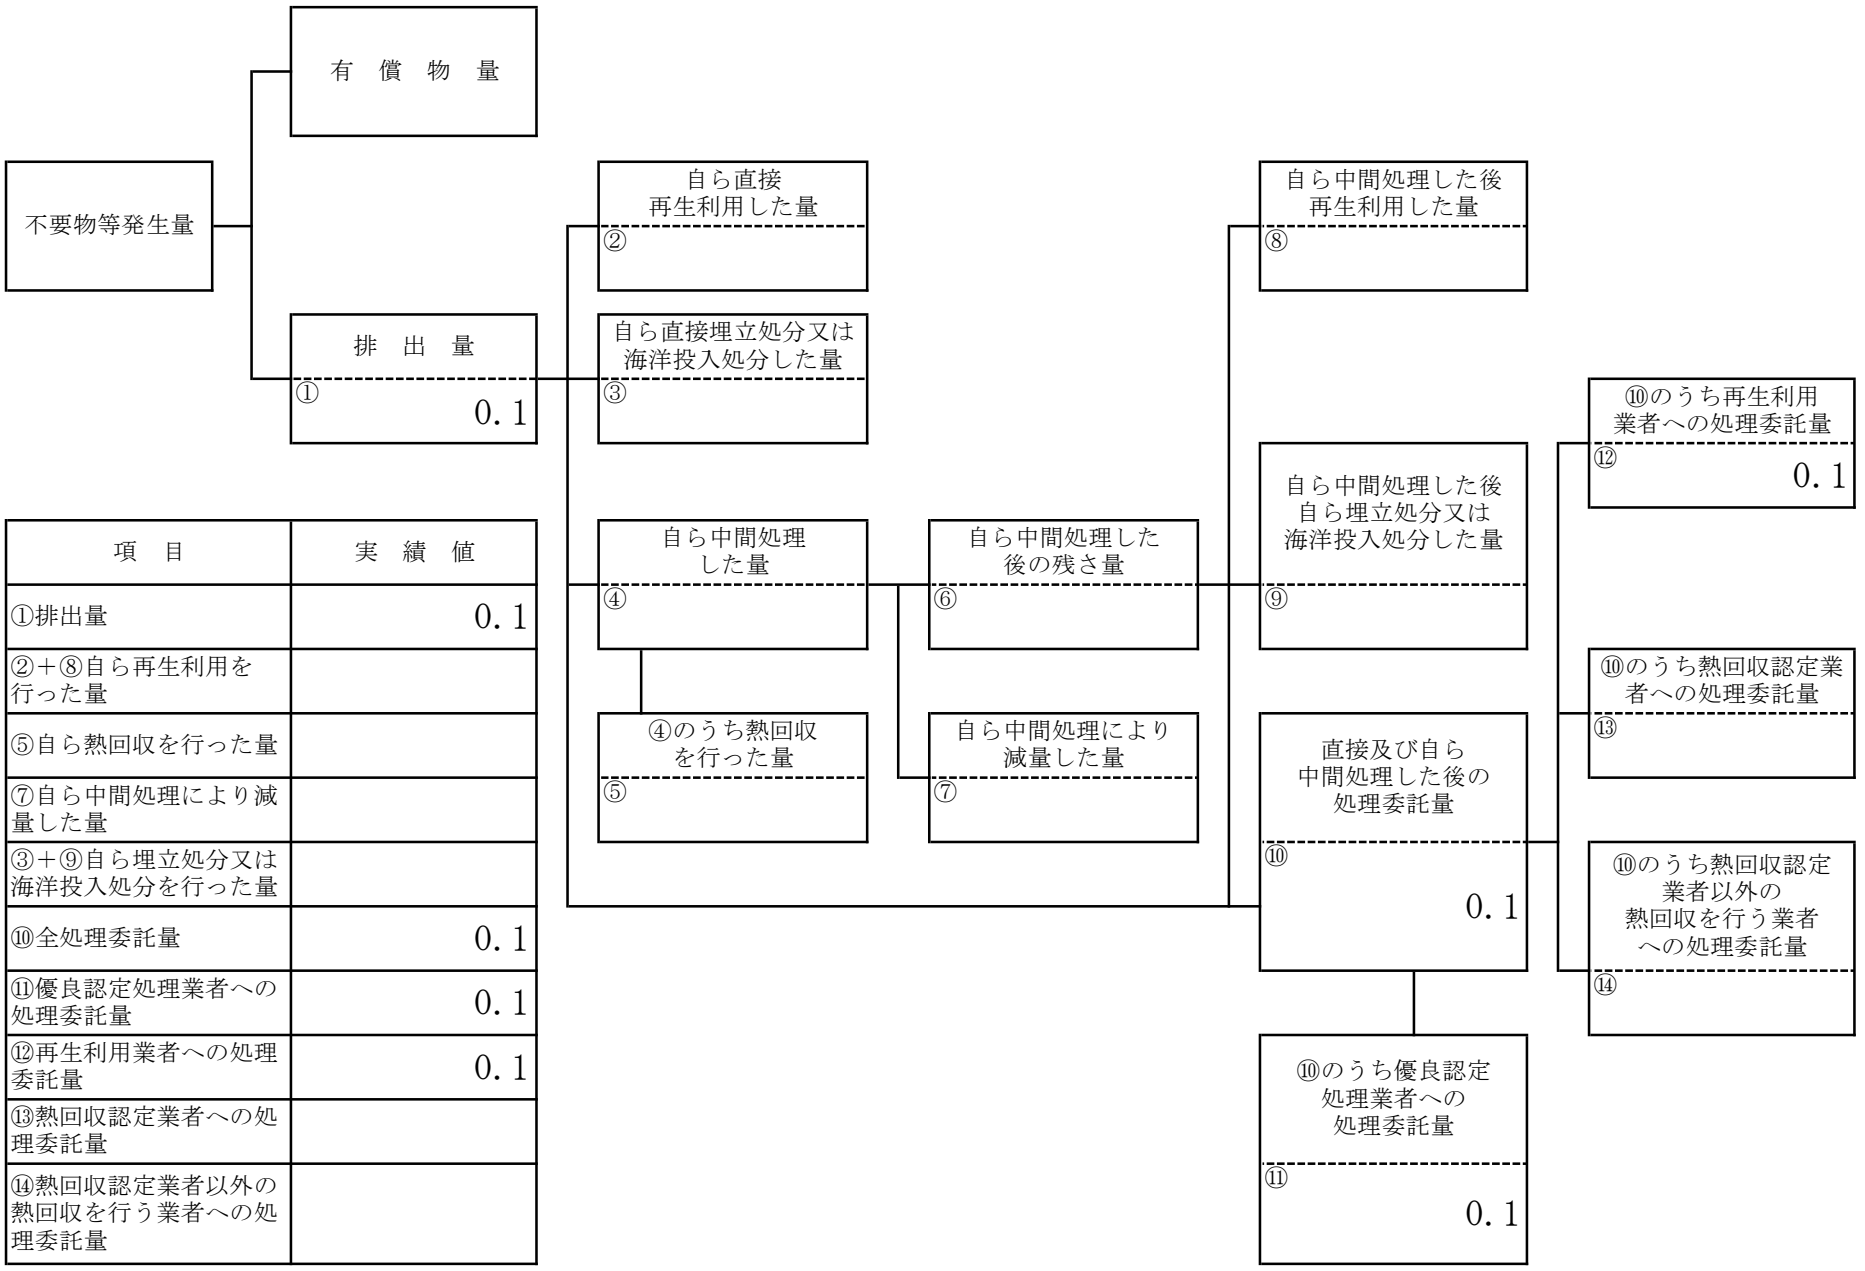 有 償 物 量
不要物等発生量
排 出 量
①
0.1
自ら直接
再生利用した量
②
自ら直接埋立処分又は
海洋投入処分した量
③
自ら中間処理
した量
④
④のうち熱回収
を行った量
⑤
自ら中間処理した
後の残さ量
⑥
自ら中間処理により
減量した量
⑦
自ら中間処理した後
再生利用した量
⑧
自ら中間処理した後
自ら埋立処分又は
海洋投入処分した量
⑨
直接及び自ら
中間処理した後の
処理委託量
⑩
0.1
⑩のうち優良認定
処理業者への
処理委託量
⑪
0.1
⑩のうち再生利用
業者への処理委託量
⑫
0.1
⑩のうち熱回収認定業
者への処理委託量
⑬
⑩のうち熱回収認定
業者以外の
熱回収を行う業者
への処理委託量
⑭
項 目 実 績 値
①排出量 0.1
②+⑧自ら再生利用を
行った量
⑤自ら熱回収を行った量
⑦自ら中間処理により減
量した量
③+⑨自ら埋立処分又は
海洋投入処分を行った量
⑩全処理委託量 0.1
⑪優良認定処理業者への
処理委託量 0.1
⑫再生利用業者への処理
委託量 0.1
⑬熱回収認定業者への処
理委託量
⑭熱回収認定業者以外の
熱回収を行う業者への処
理委託量